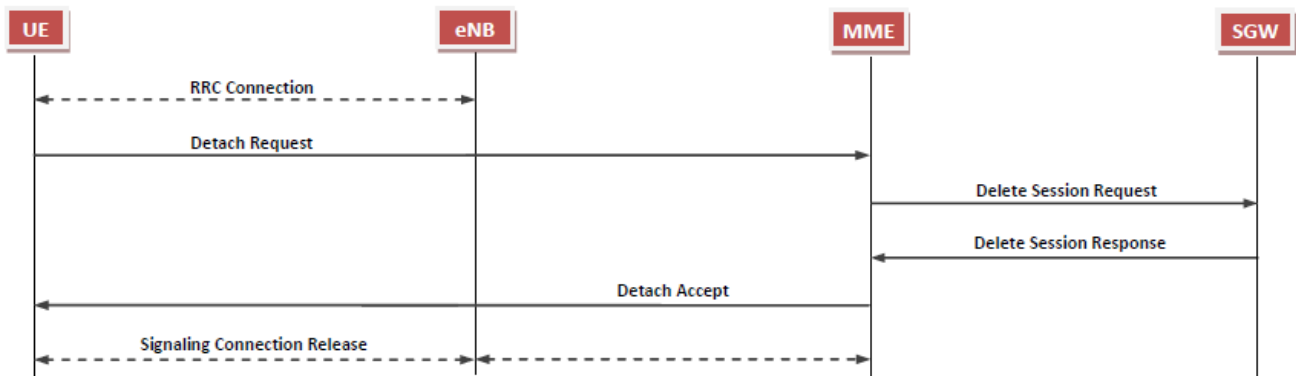 UE
eNB
MME
SGW
RRC Connection
Detach Request
Delete Session Request
Delete Session Response
Detach Accept
Signaling Connection Release